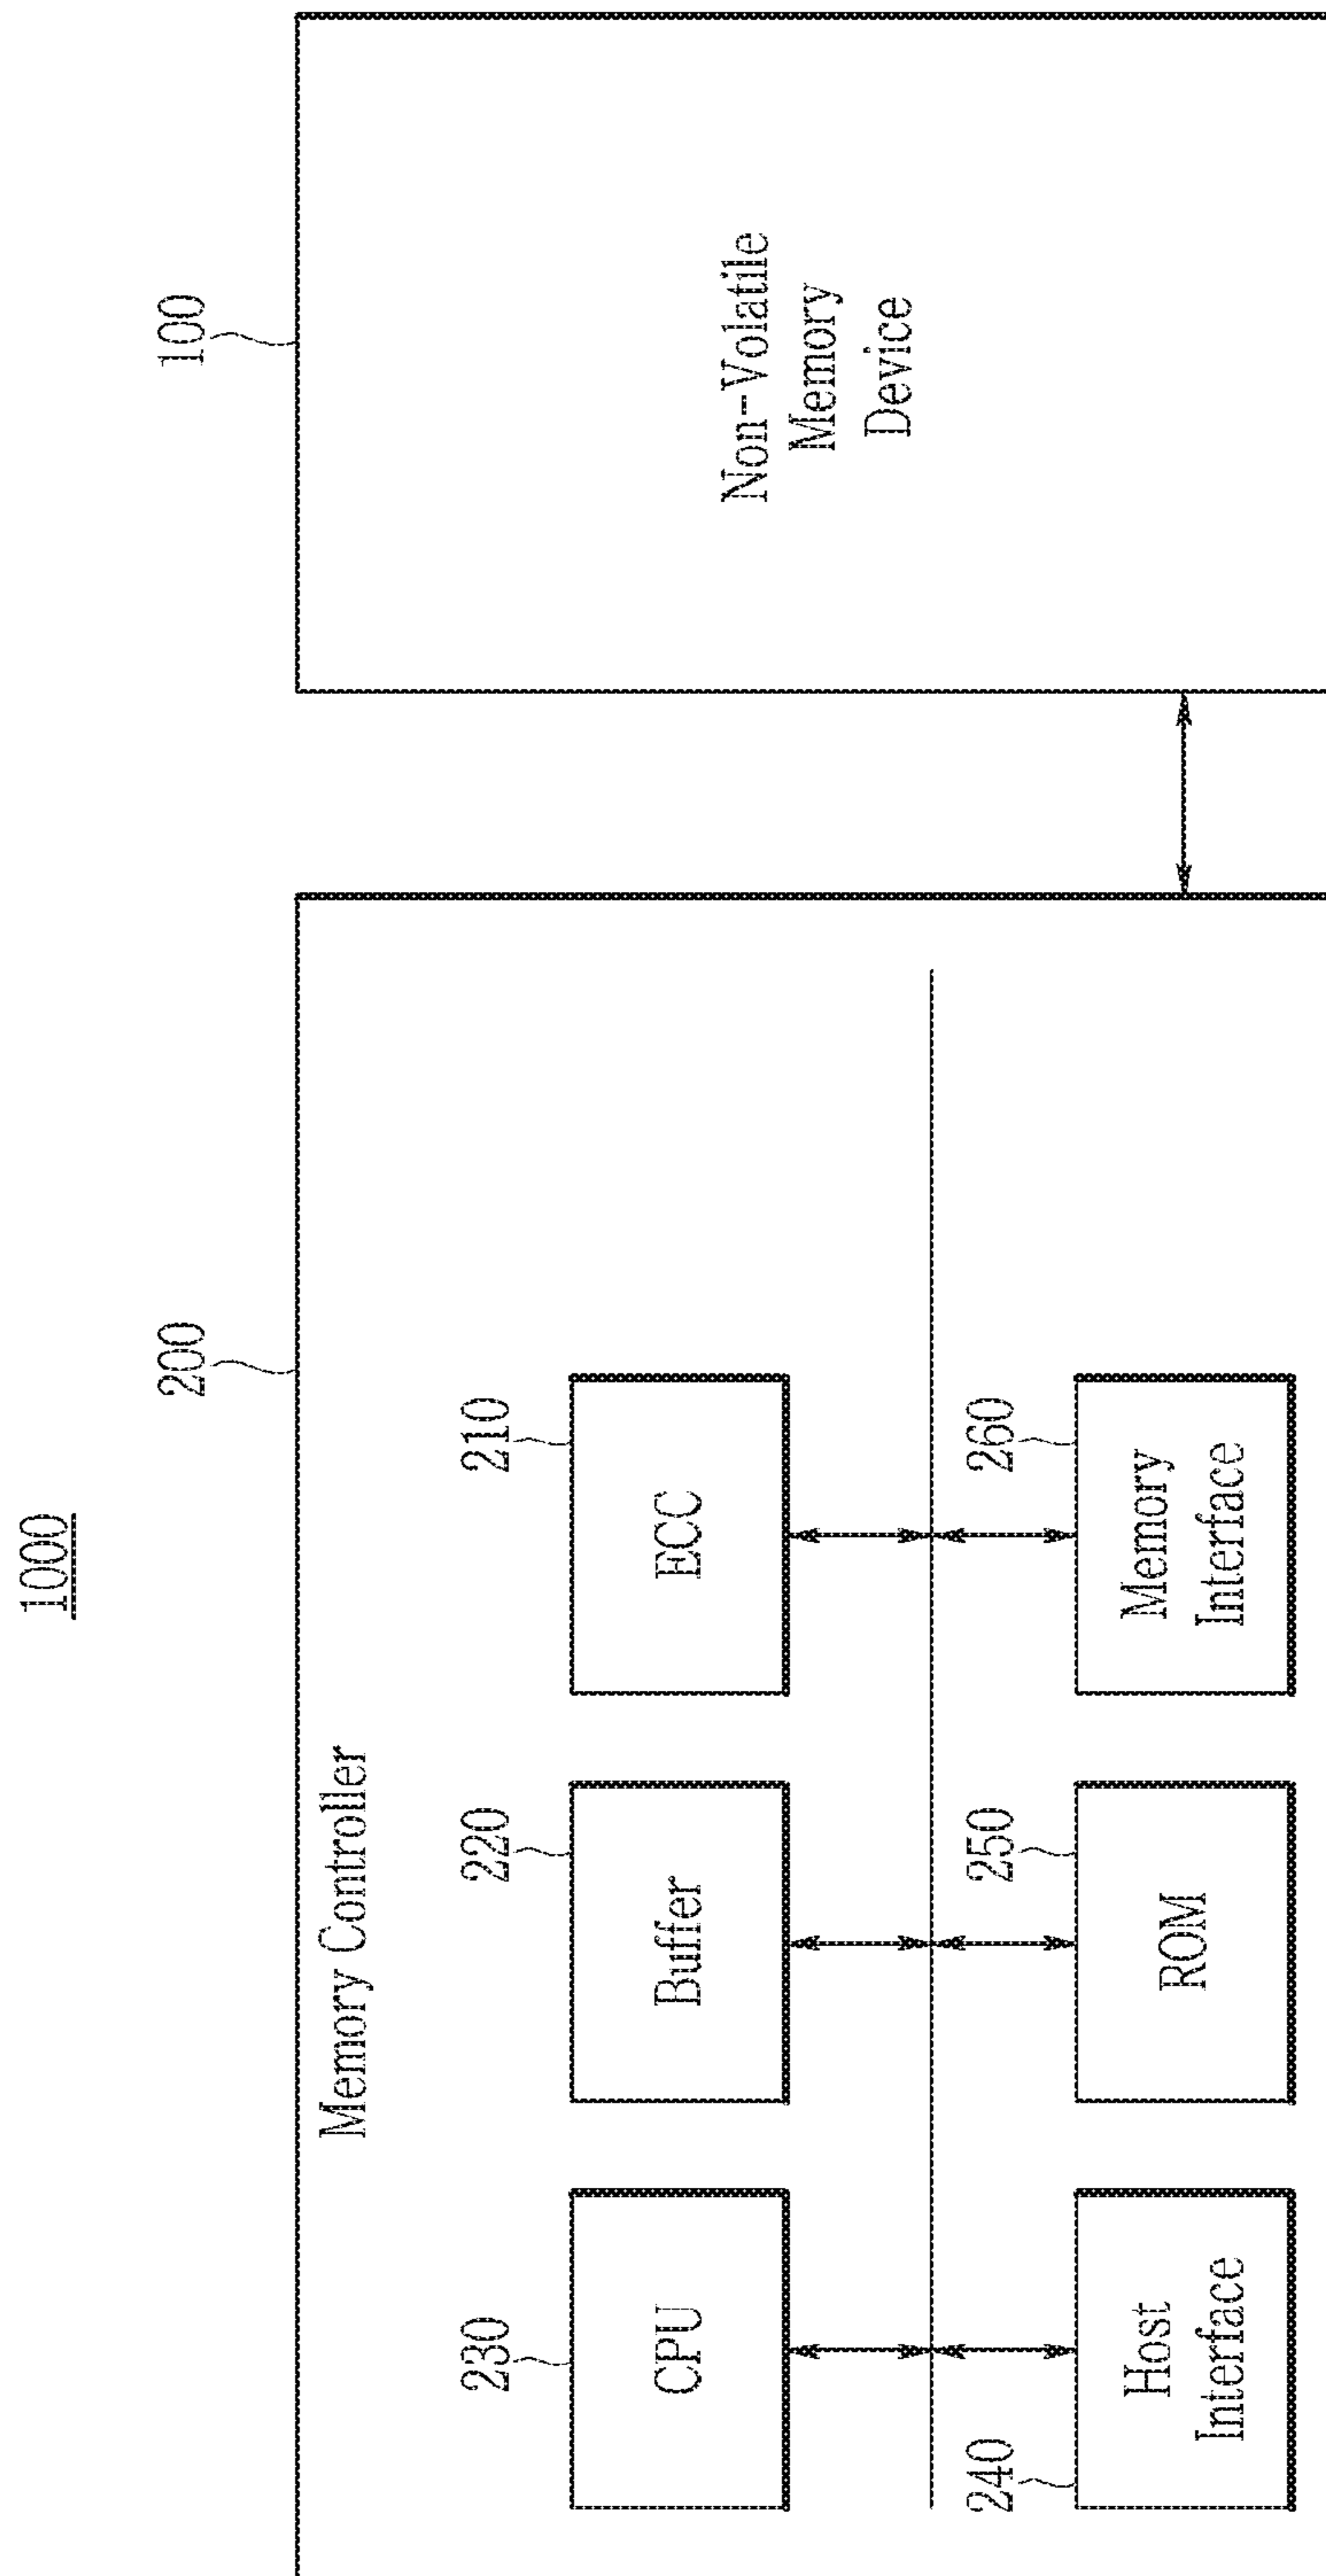 1000
200
100
Memory Controller
230
220
210
CPU
Buffer
ECC
Non-Volatile
Memory
Device
240
250
260
Host
Interface
ROM
Memory
Interface